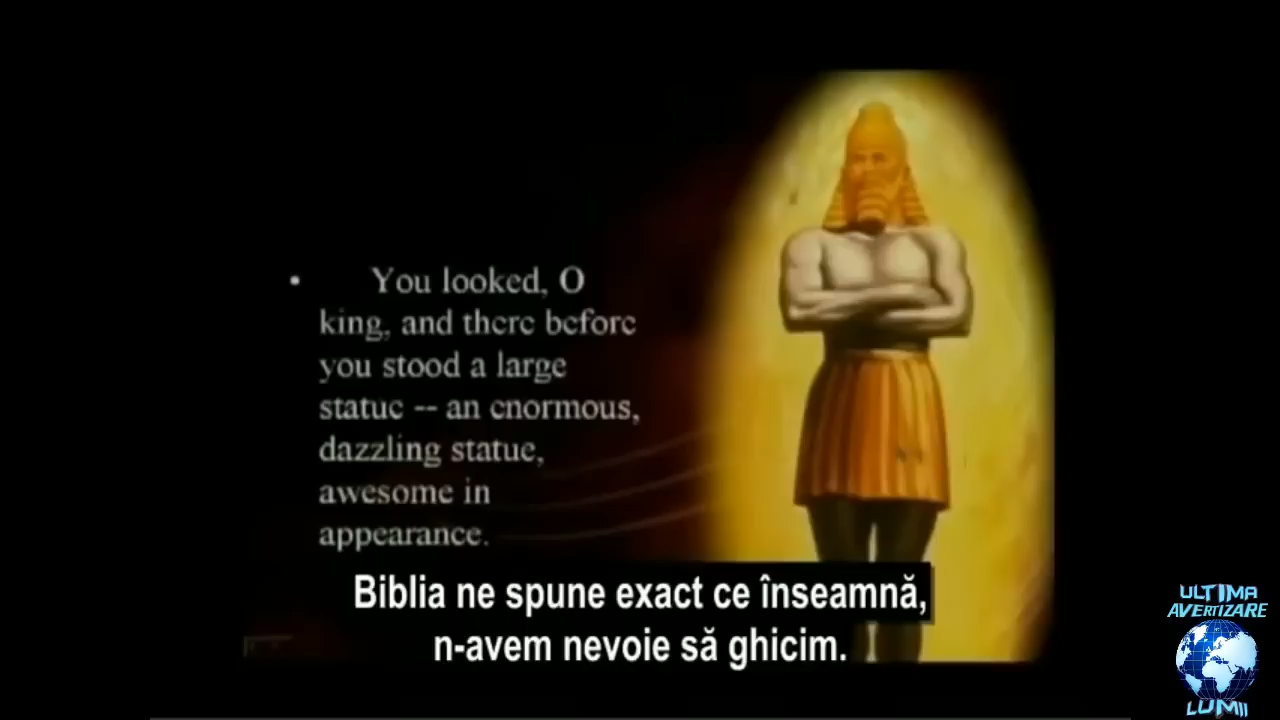 • You looked, O
king, and there before
you stood a large
statue -- an enormous,
dazzling statue,
awesome in
appearance.
Biblia ne spune exact ce înseamnă,
n-avem nevoie să ghicim.
ULTIMA
AVERTIZARE
LUMII